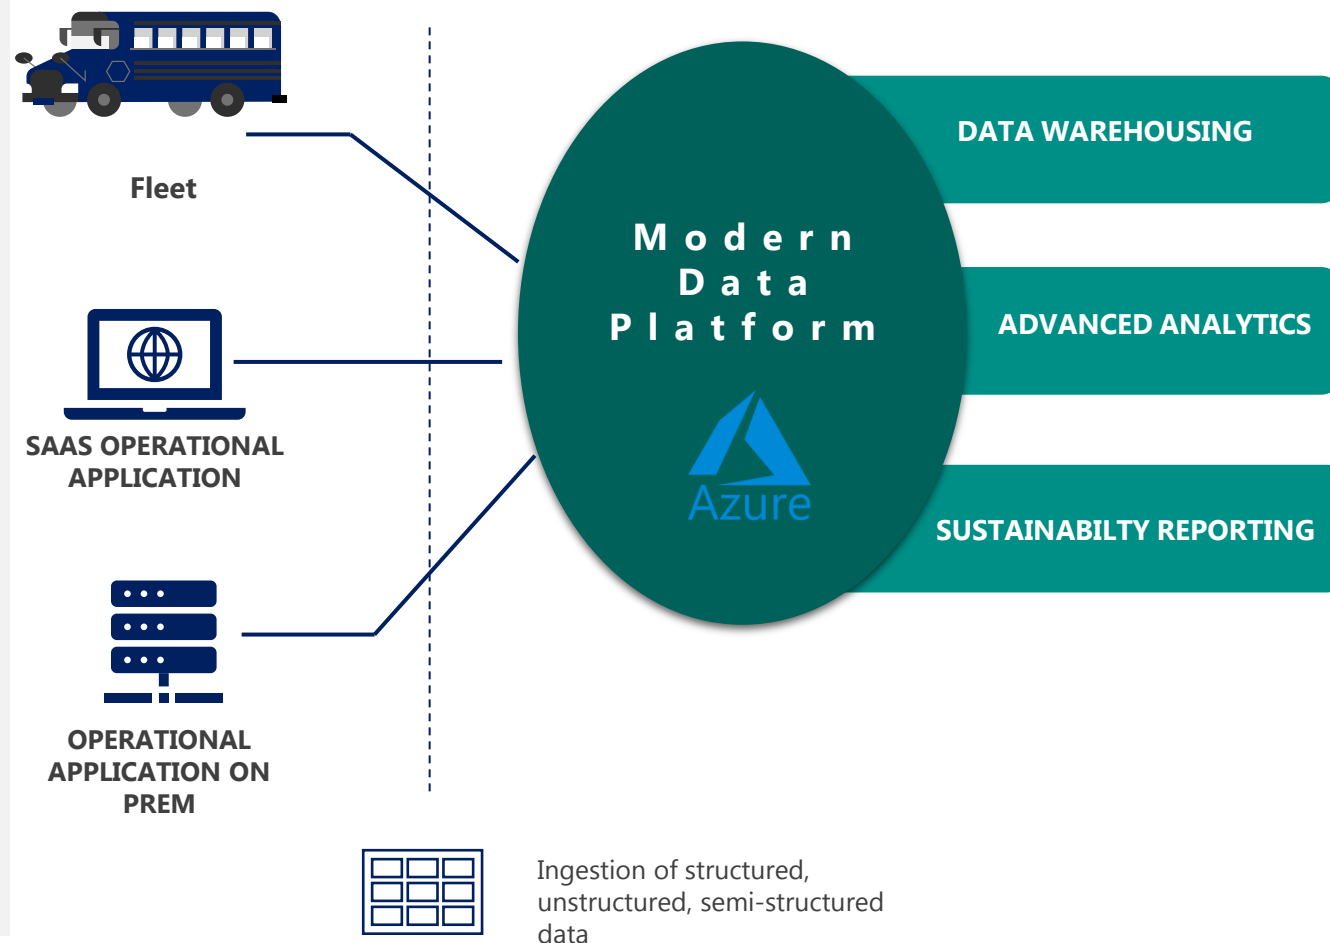 Fleet
SAAS OPERATIONAL
APPLICATION
OPERATIONAL
APPLICATION ON
PREM
Modern
Data
Platform
Azure
DATA WAREHOUSING
ADVANCED ANALYTICS
SUSTAINABILTY REPORTING
Ingestion of structured,
unstructured, semi-structured
data